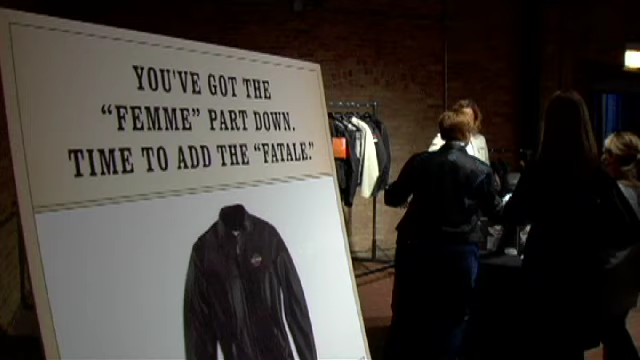 YOU'VE GOT THE
“FEMME” PART DOWN.
TIME TO ADD THE “FATALE.”